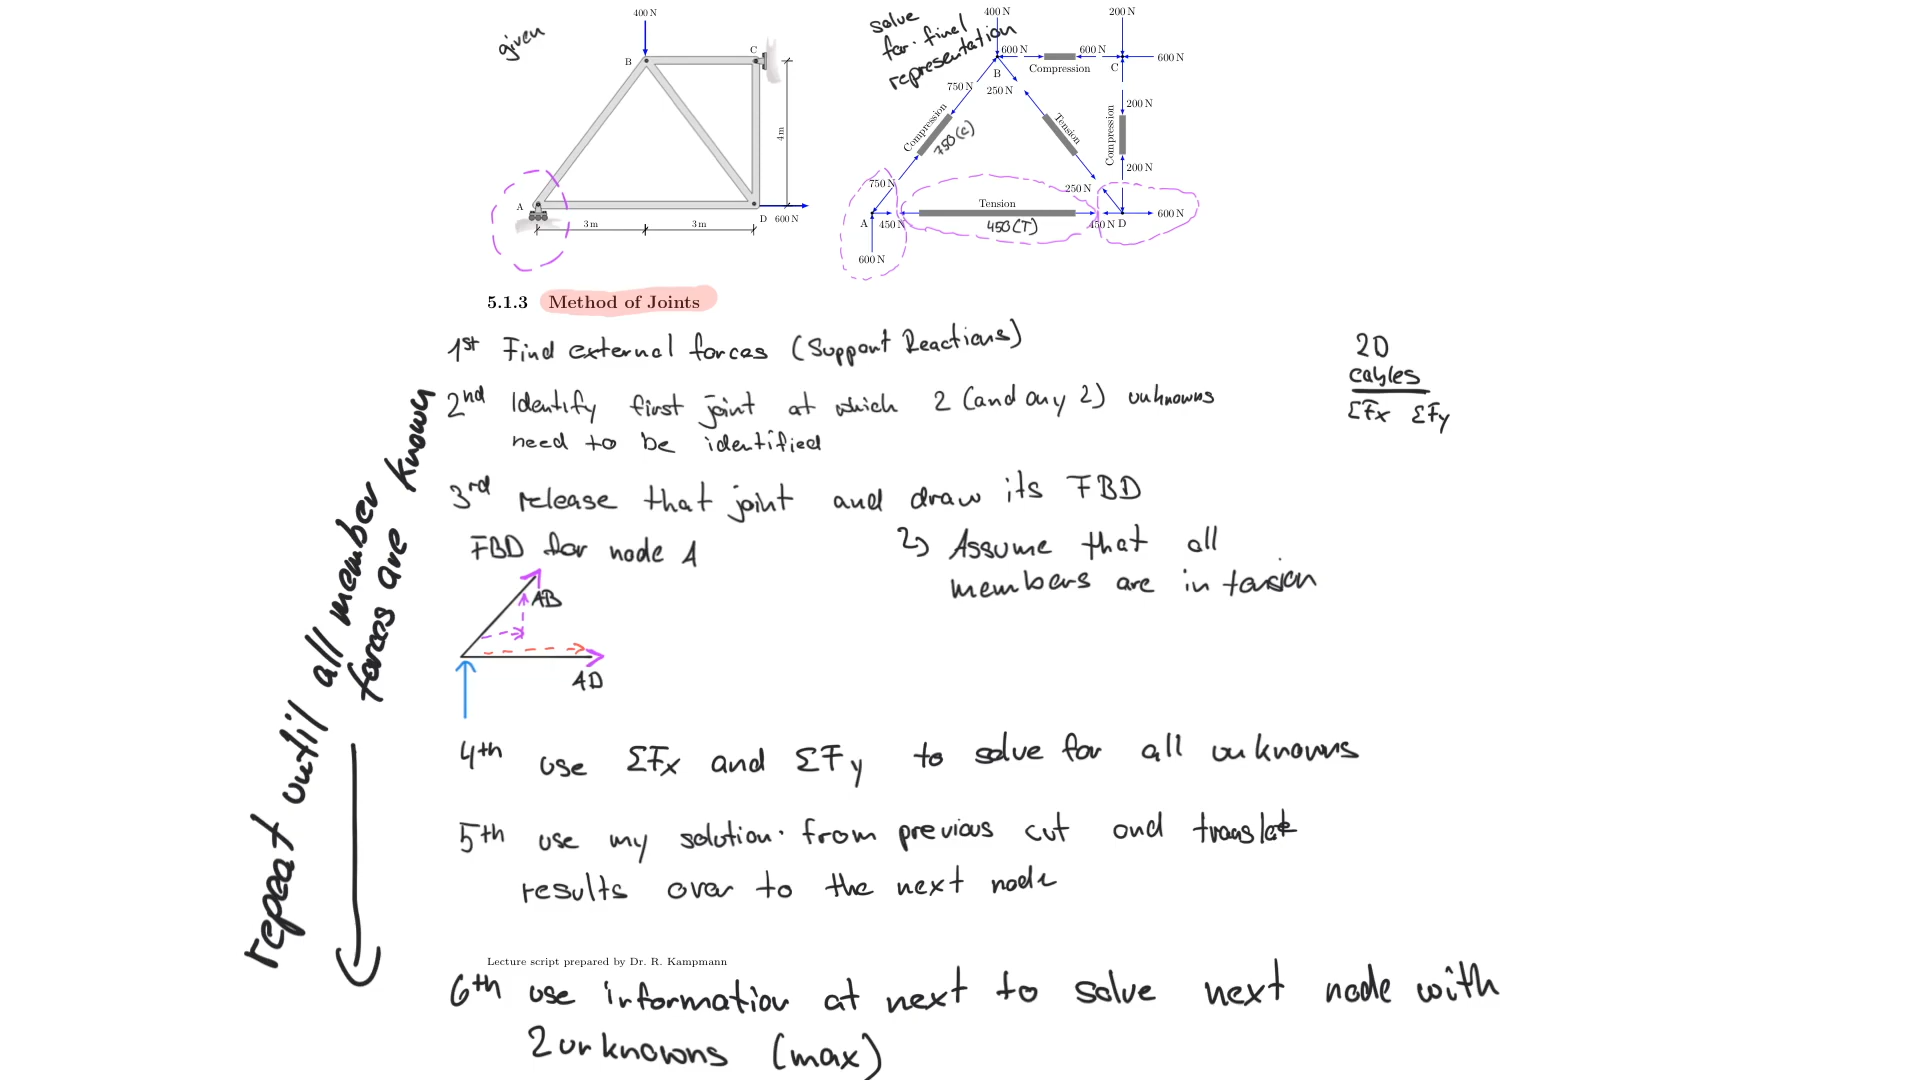 given
400 N
B
C
4 m
A
D
600 N
3 m
3 m
solve
for final
representation
400 N
200 N
600 N
600 N
600 N
B
Compression
C
750 N
250 N
200 N
Compression
750 (C)
Tension
Compression
200 N
750 N
250 N
Tension
600 N
A
450 N
450 (T)
450 N
D
600 N
5.1.3 Method of Joints
1st Find external forces (Support Reactions)
2D
cables
ΣFx ΣFy
2nd Identify first joint at which 2 (and any 2) unknowns
need to be identified
3rd release that joint and draw its FBD
FBD for node A
2) Assume that all
members are in tension
AB
AD
4th use ΣFx and ΣFy to solve for all unknowns
5th use my solution from previous cut and
results over to the next node
repeat until all member
forces are known
Lecture script prepared by Dr. R. Kampmann
6th use information at next to solve next node with
2 unknowns (max)